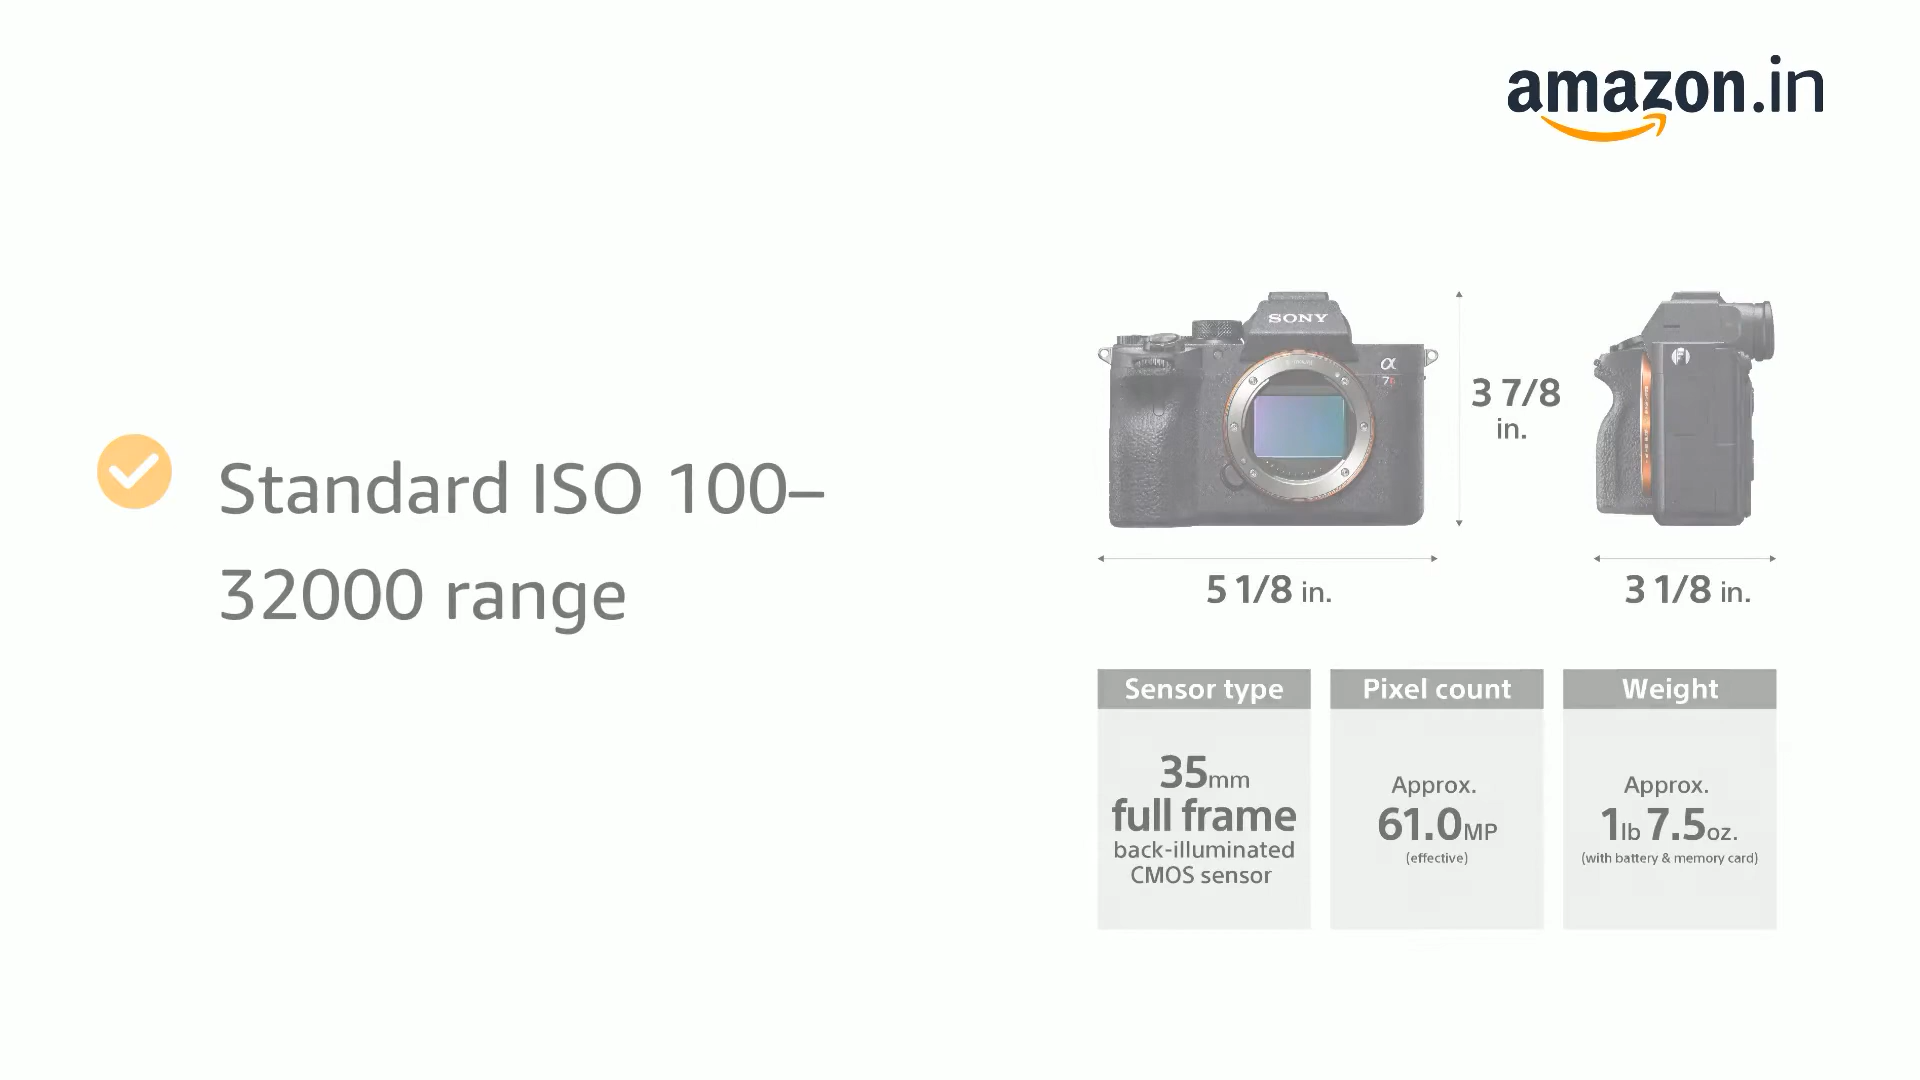 amazon.in
Standard ISO 100–
32000 range
SONY
α
7R
3 7/8
in.
5 1/8 in.
3 1/8 in.
Sensor type
35mm
full frame
back-illuminated
CMOS sensor
Pixel count
Approx.
61.0MP
(effective)
Weight
Approx.
1lb 7.5oz.
(with battery & memory card)